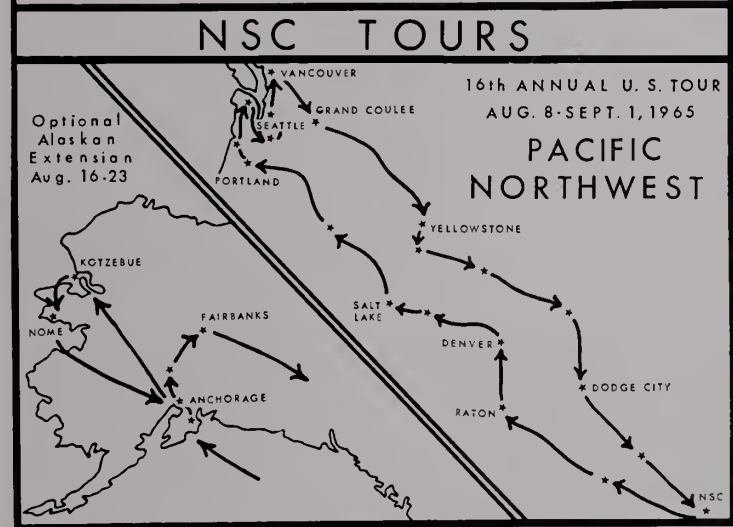 NSC TOURS
Optional
Alaskan
Extension
Aug. 16-23
16th ANNUAL U. S. TOUR
AUG. 8-SEPT. 1, 1965
PACIFIC
NORTHWEST
VANCOUVER
GRAND COULEE
SEATTLE
PORTLAND
YELLOWSTONE
SALT
LAKE
DENVER
DODGE CITY
RATON
NSC
KOTZEBUE
NOME
FAIRBANKS
ANCHORAGE